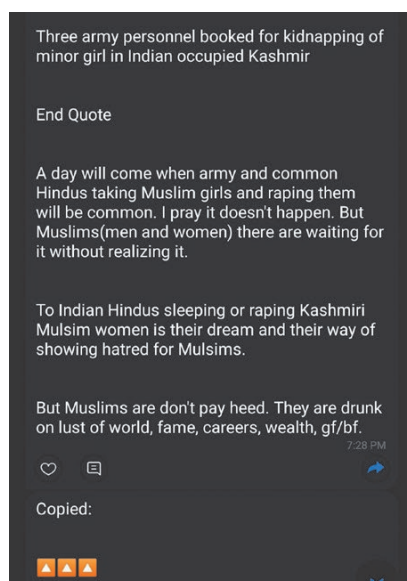 Three army personnel booked for kidnapping of
minor girl in Indian occupied Kashmir
End Quote
A day will come when army and common
Hindus taking Muslim girls and raping them
will be common. I pray it doesn't happen. But
Muslims(men and women) there are waiting for
it without realizing it.
To Indian Hindus sleeping or raping Kashmiri
Mulsim women is their dream and their way of
showing hatred for Mulsims.
But Muslims are don't pay heed. They are drunk
on lust of world, fame, careers, wealth, gf/bf.
7:28 PM
Copied: